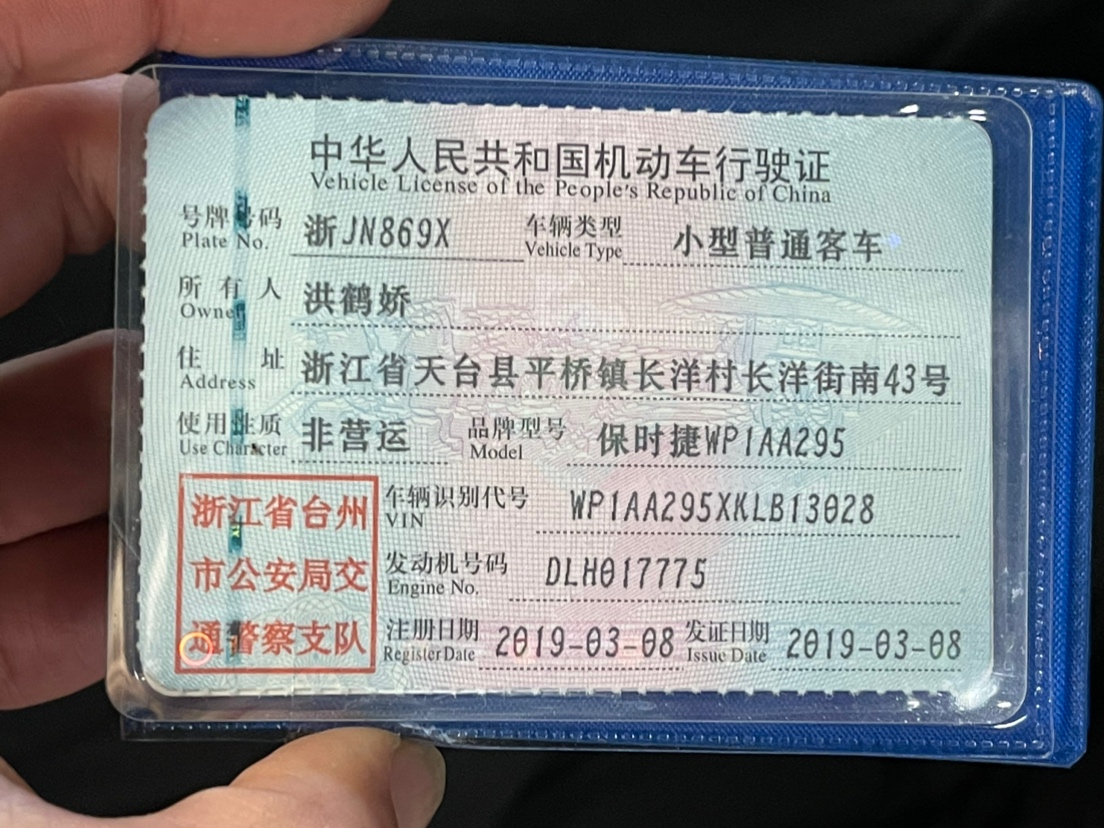 中华人民共和国机动车行驶证
Vehicle License of the People's Republic of China
号牌号码 浙JN869X 车辆类型 小型普通客车
Plate No. Vehicle Type
所有人 洪鹤娇
Owner
住址 浙江省天台县平桥镇长洋村长洋街南43号
Address
使用性质 非营运 品牌型号 保时捷WP1AA295
Use Character Model
浙江省台州 车辆识别代号 WP1AA295XKLB13028
VIN
市公安局交 发动机号码 DLH017775
Engine No.
通警察支队 注册日期 2019-03-08 发证日期 2019-03-08
Register Date Issue Date